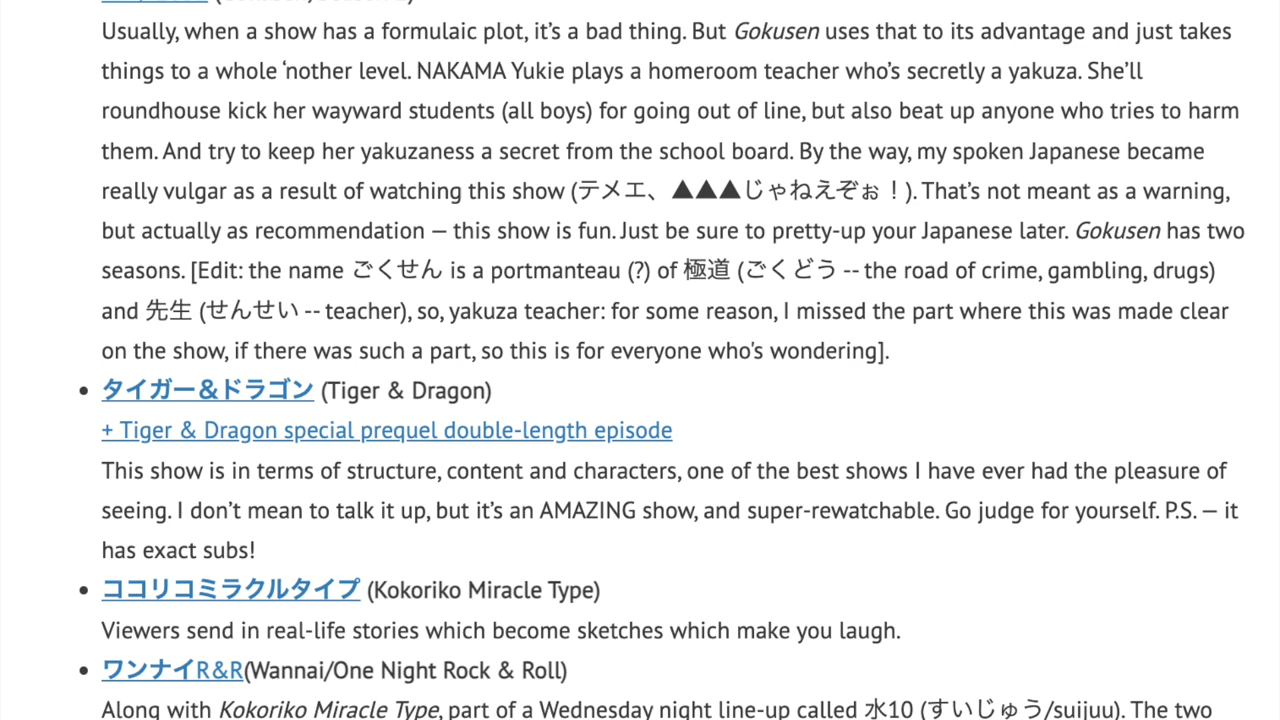 Usually, when a show has a formulaic plot, it’s a bad thing. But Gokusen uses that to its advantage and just takes
things to a whole ‘nother level. NAKAMA Yukie plays a homeroom teacher who’s secretly a yakuza. She’ll
roundhouse kick her wayward students (all boys) for going out of line, but also beat up anyone who tries to harm
them. And try to keep her yakuzaness a secret from the school board. By the way, my spoken Japanese became
really vulgar as a result of watching this show (テメエ、▲▲▲じゃねえぞぉ！). That’s not meant as a warning,
but actually as recommendation — this show is fun. Just be sure to pretty-up your Japanese later. Gokusen has two
seasons. [Edit: the name ごくせん is a portmanteau (?) of 極道 (ごくどう -- the road of crime, gambling, drugs)
and 先生 (せんせい -- teacher), so, yakuza teacher: for some reason, I missed the part where this was made clear
on the show, if there was such a part, so this is for everyone who's wondering].
• タイガー＆ドラゴン (Tiger & Dragon)
+ Tiger & Dragon special prequel double-length episode
This show is in terms of structure, content and characters, one of the best shows I have ever had the pleasure of
seeing. I don’t mean to talk it up, but it’s an AMAZING show, and super-rewatchable. Go judge for yourself. P.S. — it
has exact subs!
• ココリコミラクルタイプ (Kokoriko Miracle Type)
Viewers send in real-life stories which become sketches which make you laugh.
• ワンナイR&R(Wannai/One Night Rock & Roll)
Along with Kokoriko Miracle Type, part of a Wednesday night line-up called 水10 (すいじゅう/suijuu). The two